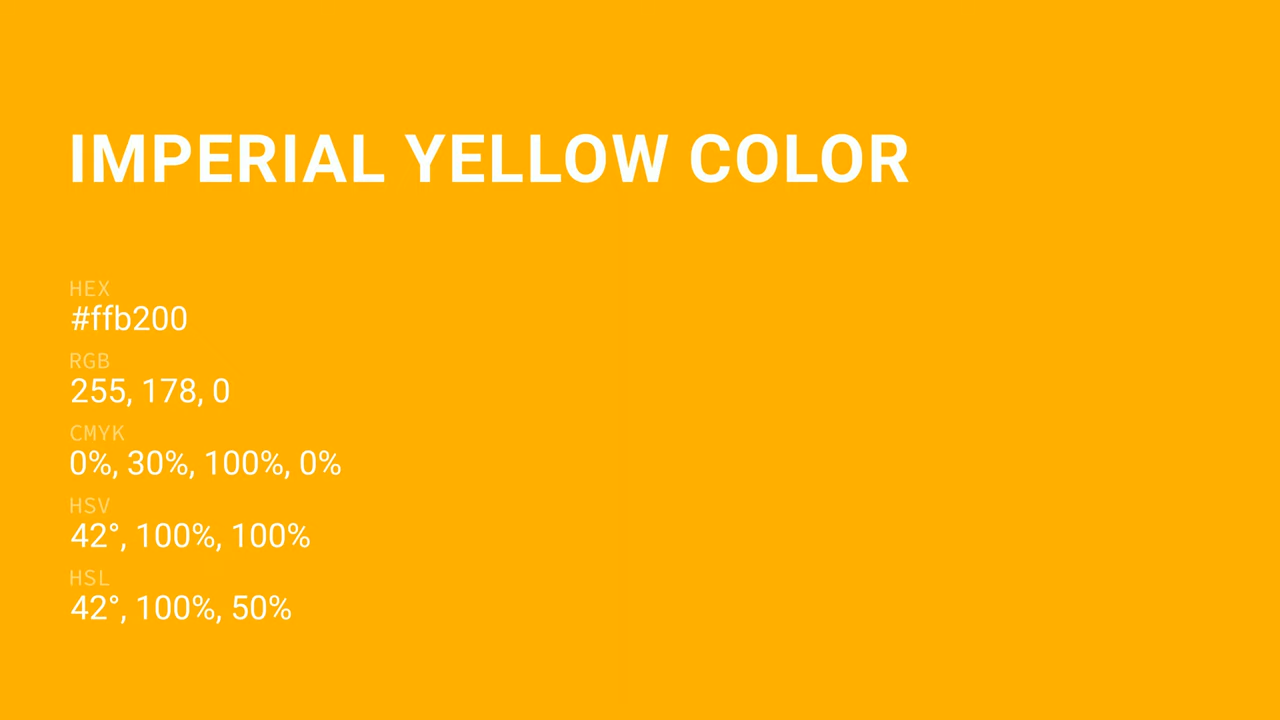 IMPERIAL YELLOW COLOR
HEX
#ffb200
RGB
255, 178, 0
CMYK
0%, 30%, 100%, 0%
HSV
42°, 100%, 100%
HSL
42°, 100%, 50%